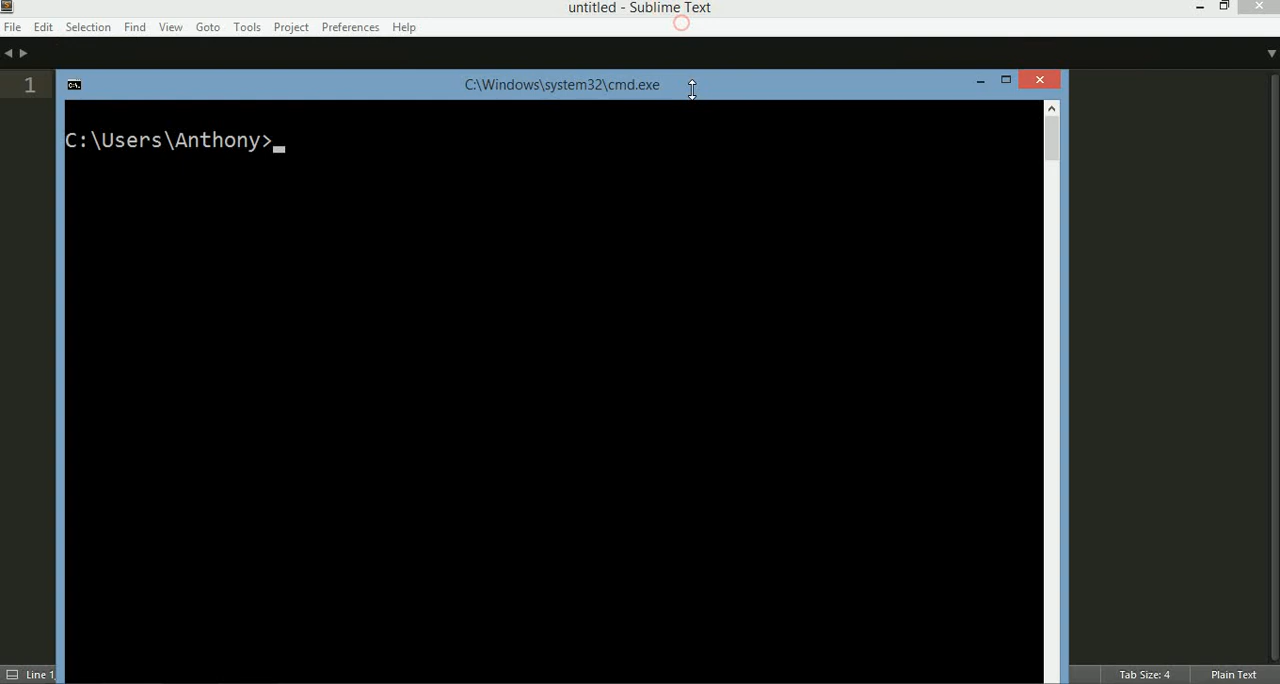 untitled - Sublime Text
File Edit Selection Find View Goto Tools Project Preferences Help
1
C:\Windows\system32\cmd.exe
C:\Users\Anthony>
Line 1
Tab Size: 4 Plain Text